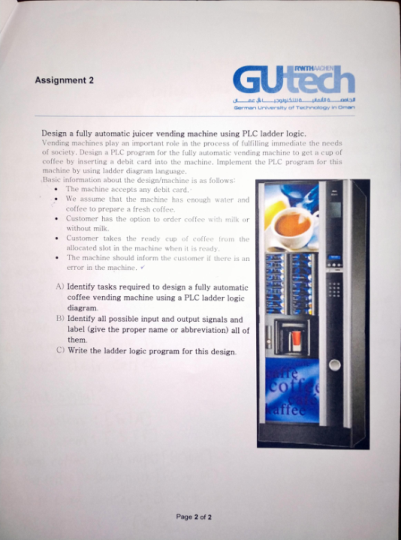 Assignment 2
RWTHAACHEN
GUtech
German University of Technology in Oman
Design a fully automatic juicer vending machine using PLC ladder logic.
Vending machines play an important role in the process of fulfilling immediate the needs
of society. Design a PLC program for the fully automatic vending machine to get a cup of
coffee by inserting a debit card into the machine. Implement the PLC program for this
machine by using ladder diagram language.
Basic information about the design/machine is as follows:
• The machine accepts any debit card.
• We assume that the machine has enough water and
coffee to prepare a fresh coffee.
• Customer has the option to order coffee with milk or
without milk.
• Customer takes the ready cup of coffee from the
allocated slot in the machine when it is ready.
• The machine should inform the customer if there is an
error in the machine.
A) Identify tasks required to design a fully automatic
coffee vending machine using a PLC ladder logic
diagram.
B) Identify all possible input and output signals and
label (give the proper name or abbreviation) all of
them.
C) Write the ladder logic program for this design.
coffee
Page 2 of 2